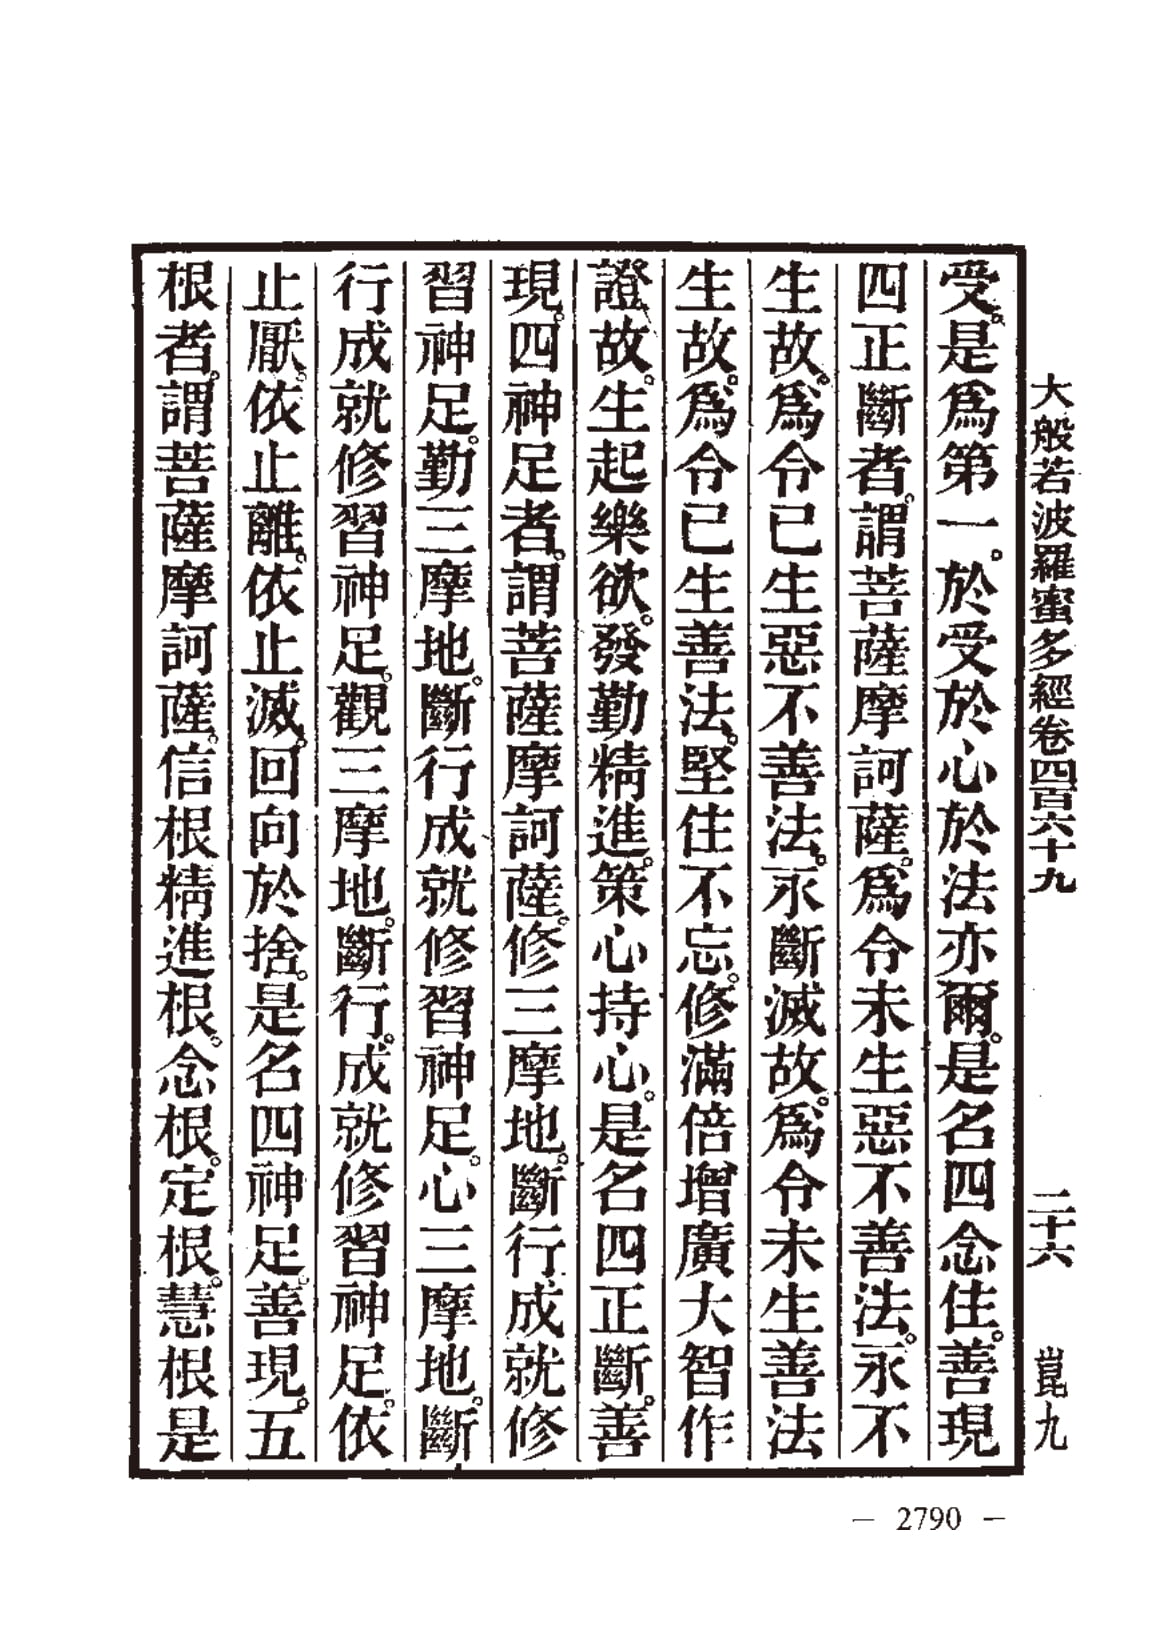 大般若波羅蜜多經卷四百六十九 二十六 崑九
受。是爲第一。於受於心於法亦爾。是名四念住。善現
四正斷者。謂菩薩摩訶薩。爲令未生惡不善法。永不
生故。爲令已生惡不善法。永斷滅故。爲令未生善法
生故。爲令已生善法。堅住不忘。修滿倍增廣大智作
證故。生起樂欲。發勤精進。策心持心。是名四正斷。善
現。四神足者。謂菩薩摩訶薩。修三摩地。斷行成就修
習神足。勤三摩地。斷行成就修習神足。心三摩地。斷
行成就修習神足。觀三摩地。斷行。成就修習神足。依
止厭。依止離。依止滅。回向於捨。是名四神足。善現。五
根者。謂菩薩摩訶薩。信根精進根。念根。定根。慧根是
— 2790 —